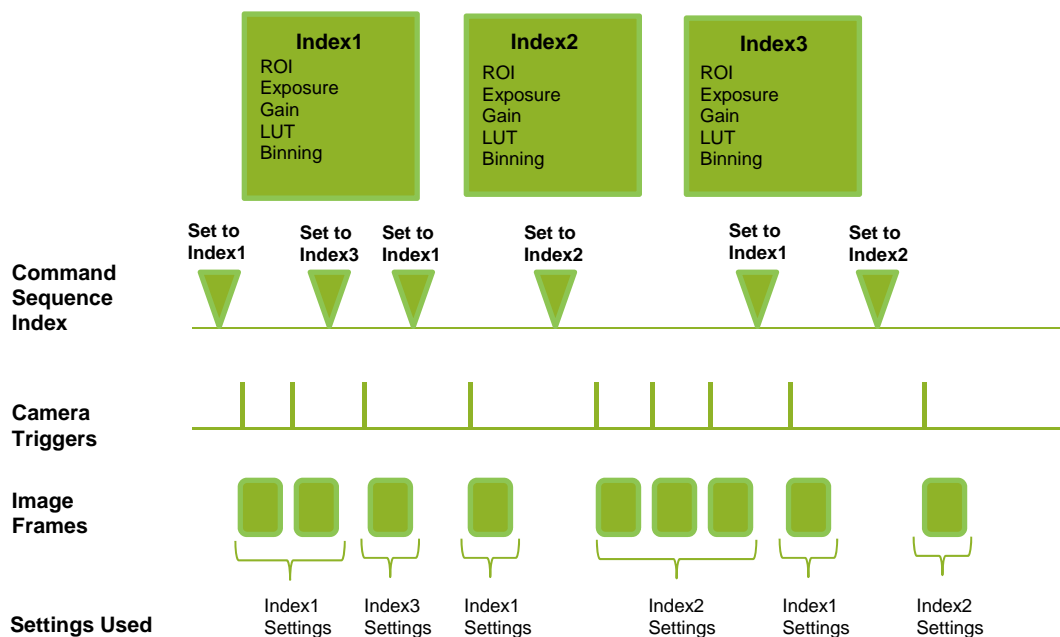 Index1
ROI
Exposure
Gain
LUT
Binning
Index2
ROI
Exposure
Gain
LUT
Binning
Index3
ROI
Exposure
Gain
LUT
Binning
Set to
Index1
Set to
Index3
Set to
Index1
Set to
Index2
Set to
Index1
Set to
Index2
Command
Sequence
Index
Camera
Triggers
Image
Frames
Settings Used
Index1
Settings
Index3
Settings
Index1
Settings
Index2
Settings
Index1
Settings
Index2
Settings